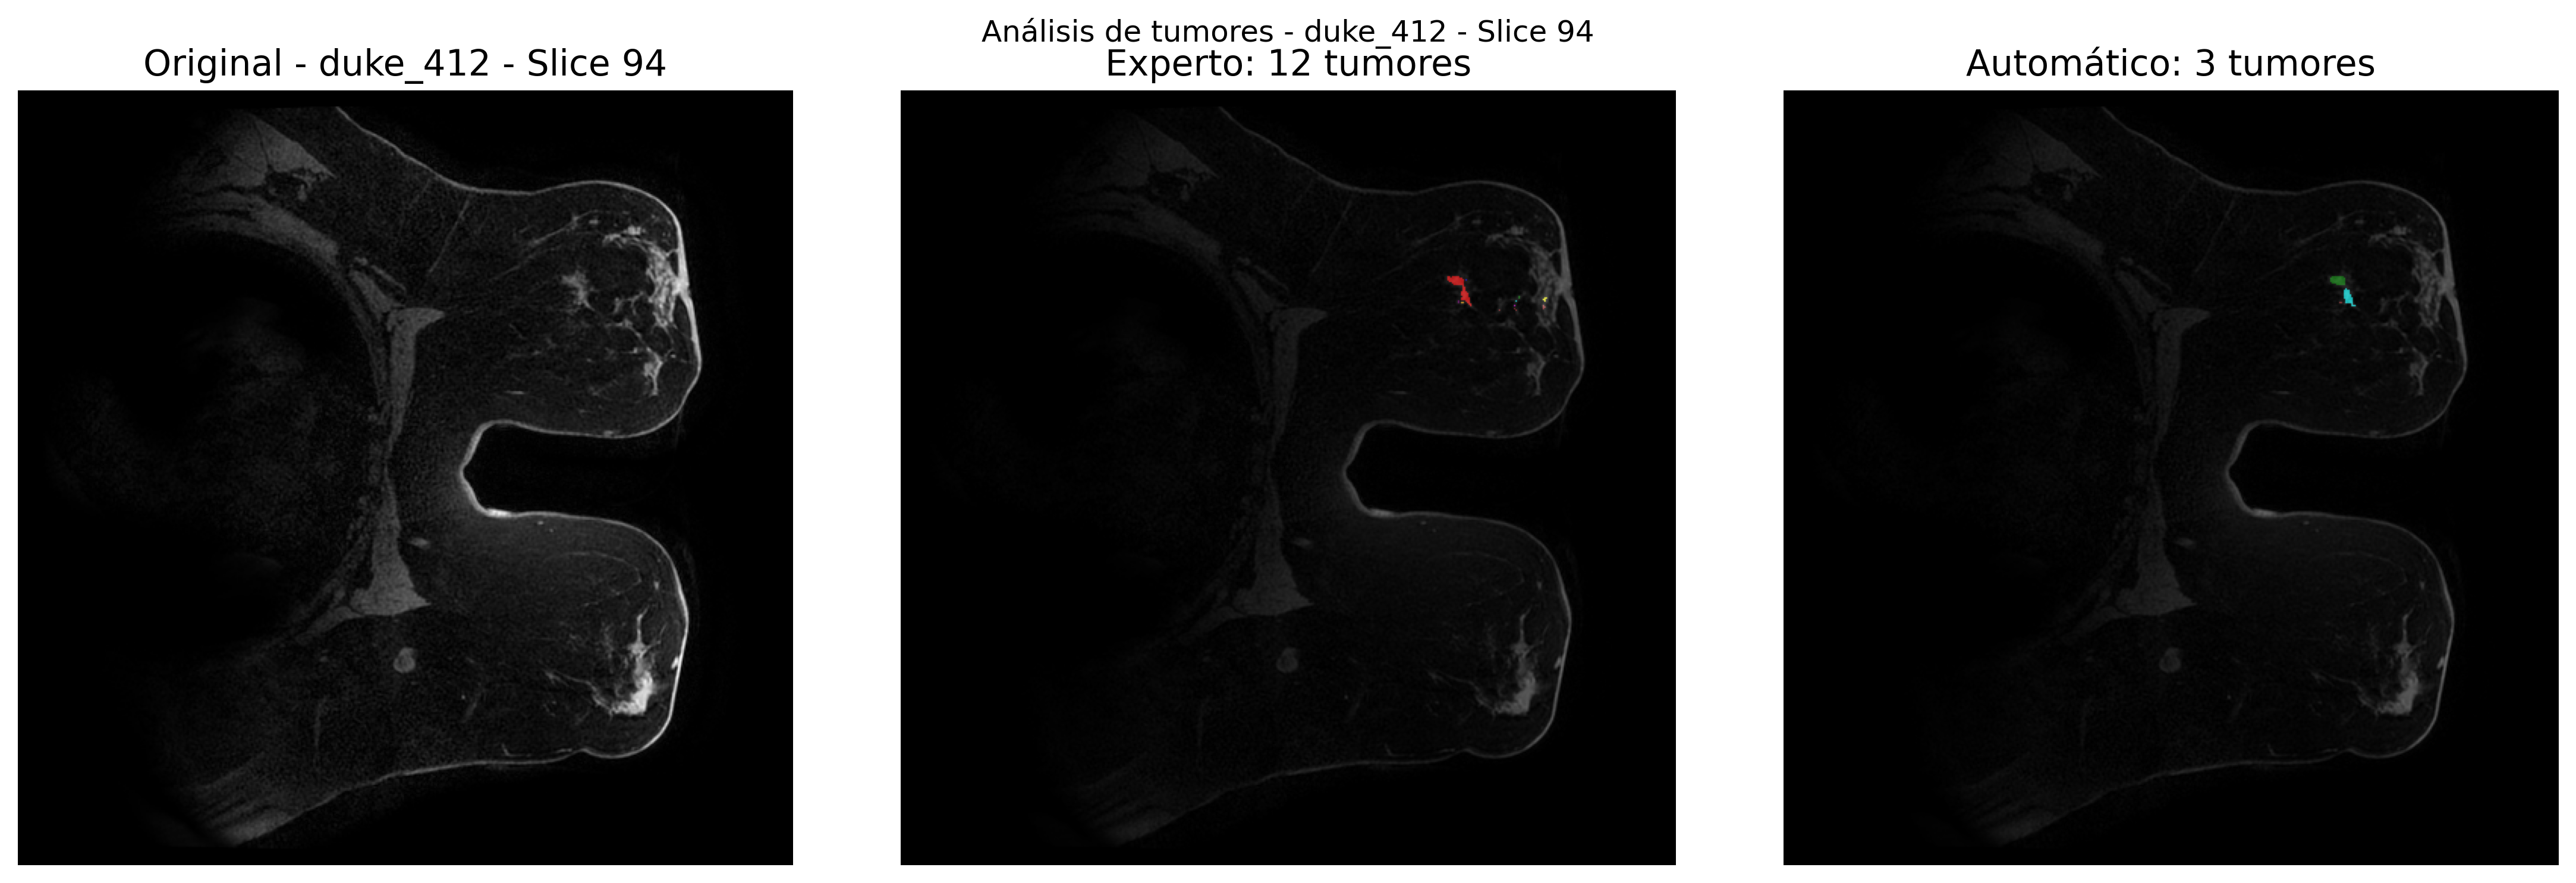 Análisis de tumores - duke_412 - Slice 94
Original - duke_412 - Slice 94
Experto: 12 tumores
Automático: 3 tumores